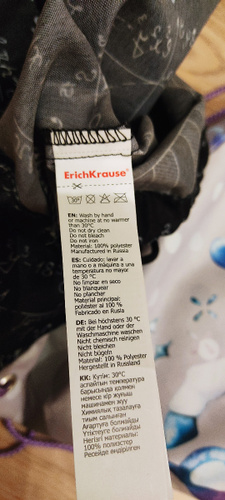 ErichKrause®
EN: Wash by hand
or machine at no warmer
than 30°C
Do not dry clean
Do not bleach
Do not iron
Material: 100% polyester
Manufactured in Russia
ES: Cuidado: lavar a
mano o a máquina a una
temperatura no mayor
de 30 °C
No limpiar en seco
No blanquear
No planchar
Material principal:
poliéster al 100 %
Fabricado en Rusia
DE: Bei höchstens 30 °C
mit der Hand oder der
Waschmaschine waschen
Nicht chemisch reinigen
Nicht bleichen
Nicht bügeln
Material: 100 % Polyester
Hergestellt in Russland
KK: Күтім: 30°C
аспайтын температура
барысында қолмен
немесе кір жуғыш
машинамен жуу
Химиялық тазалауға
тиым салынған
Ағартуға болмайды
Үтіктеуге болмайды
Негізгі материалы:
100% полиэстер
Ресейде өндірілген